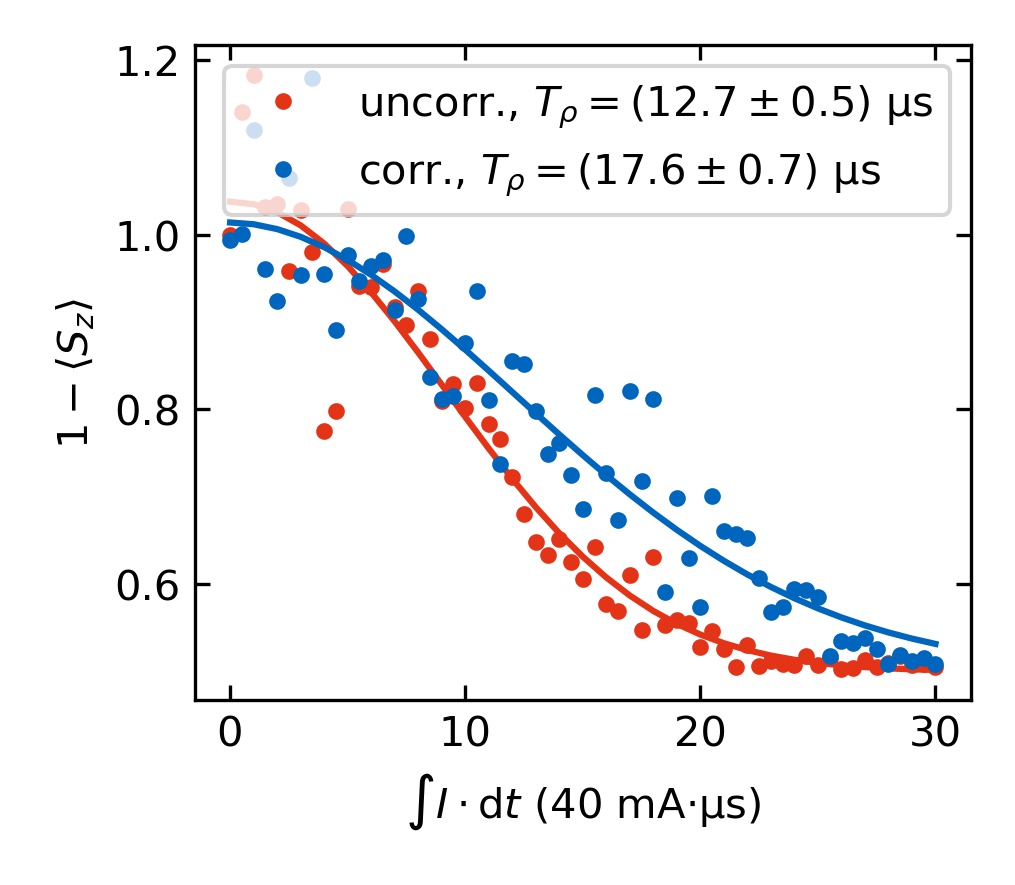 1.2
1.0
0.8
0.6
1 − ⟨S_z⟩
uncorr., T_ρ = (12.7 ± 0.5) µs
corr., T_ρ = (17.6 ± 0.7) µs
0 10 20 30
∫ I · dt (40 mA·µs)